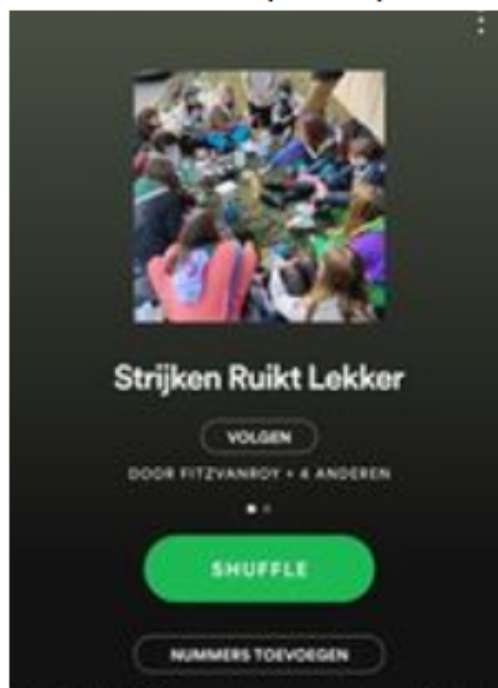 Strijken Ruikt Lekker
VOLGEN
DOOR FITZVANROY • 4 ANDEREN
SHUFFLE
NUMMERS TOEVOEGEN